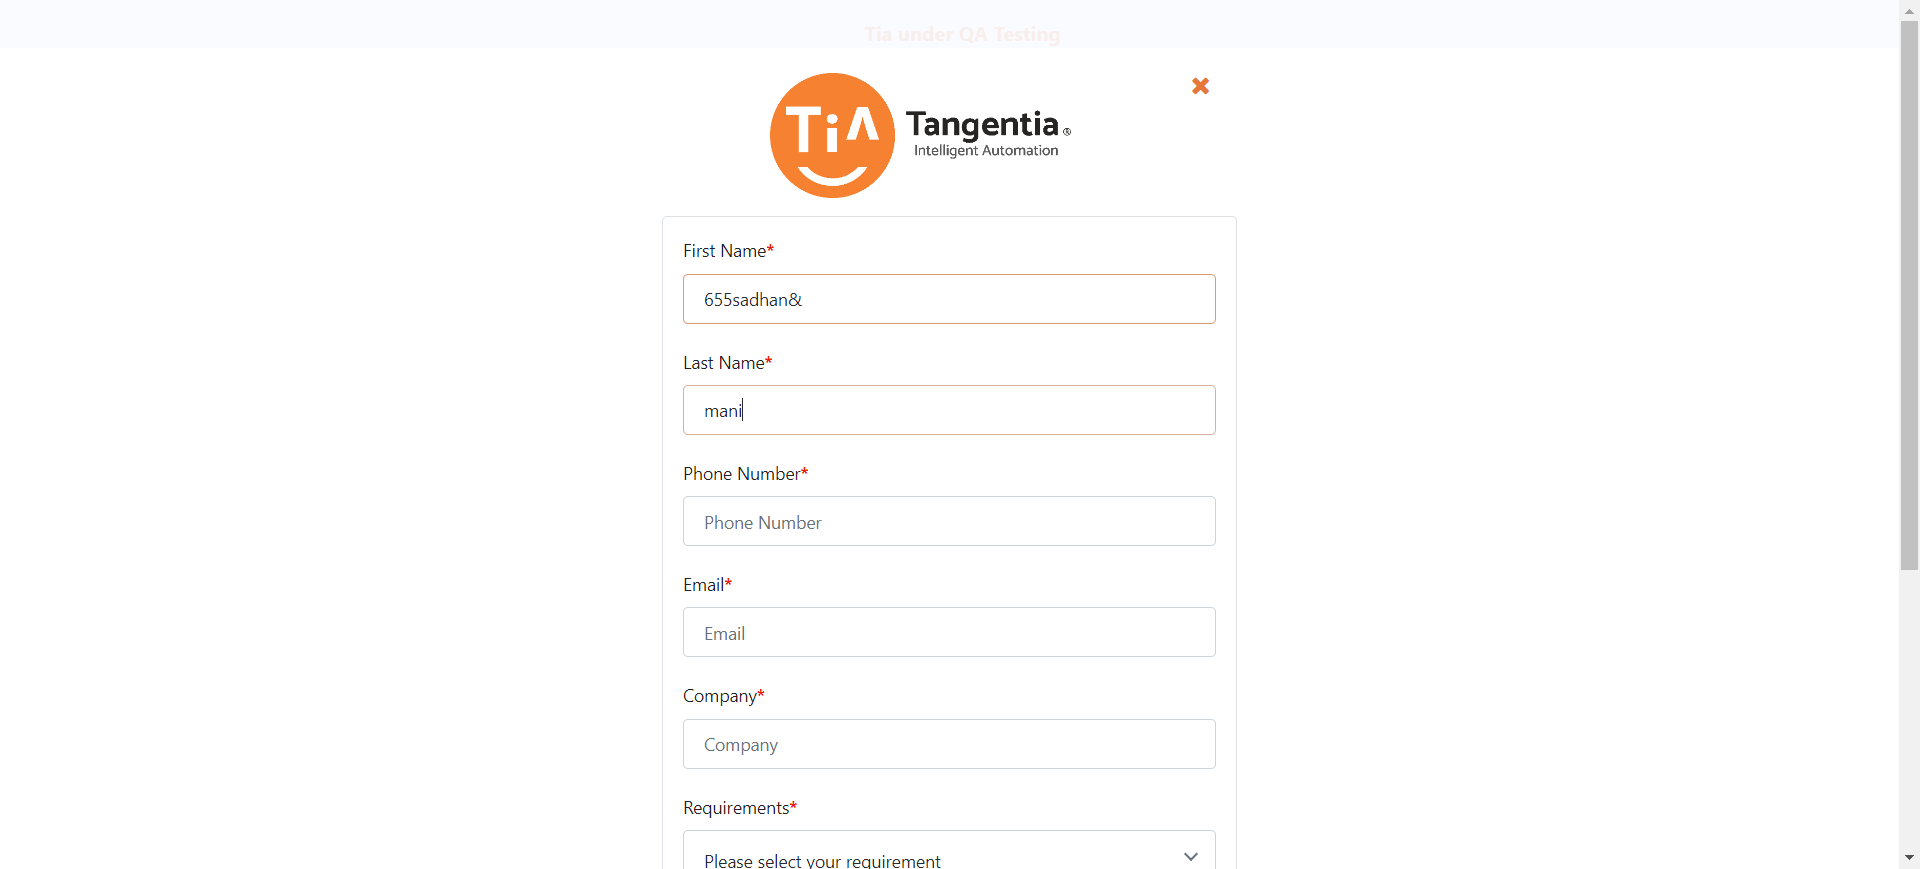 Tia under QA Testing
TiA
Tangentia®
Intelligent Automation
First Name*
655sadhan&
Last Name*
mani
Phone Number*
Phone Number
Email*
Email
Company*
Company
Requirements*
Please select your requirement